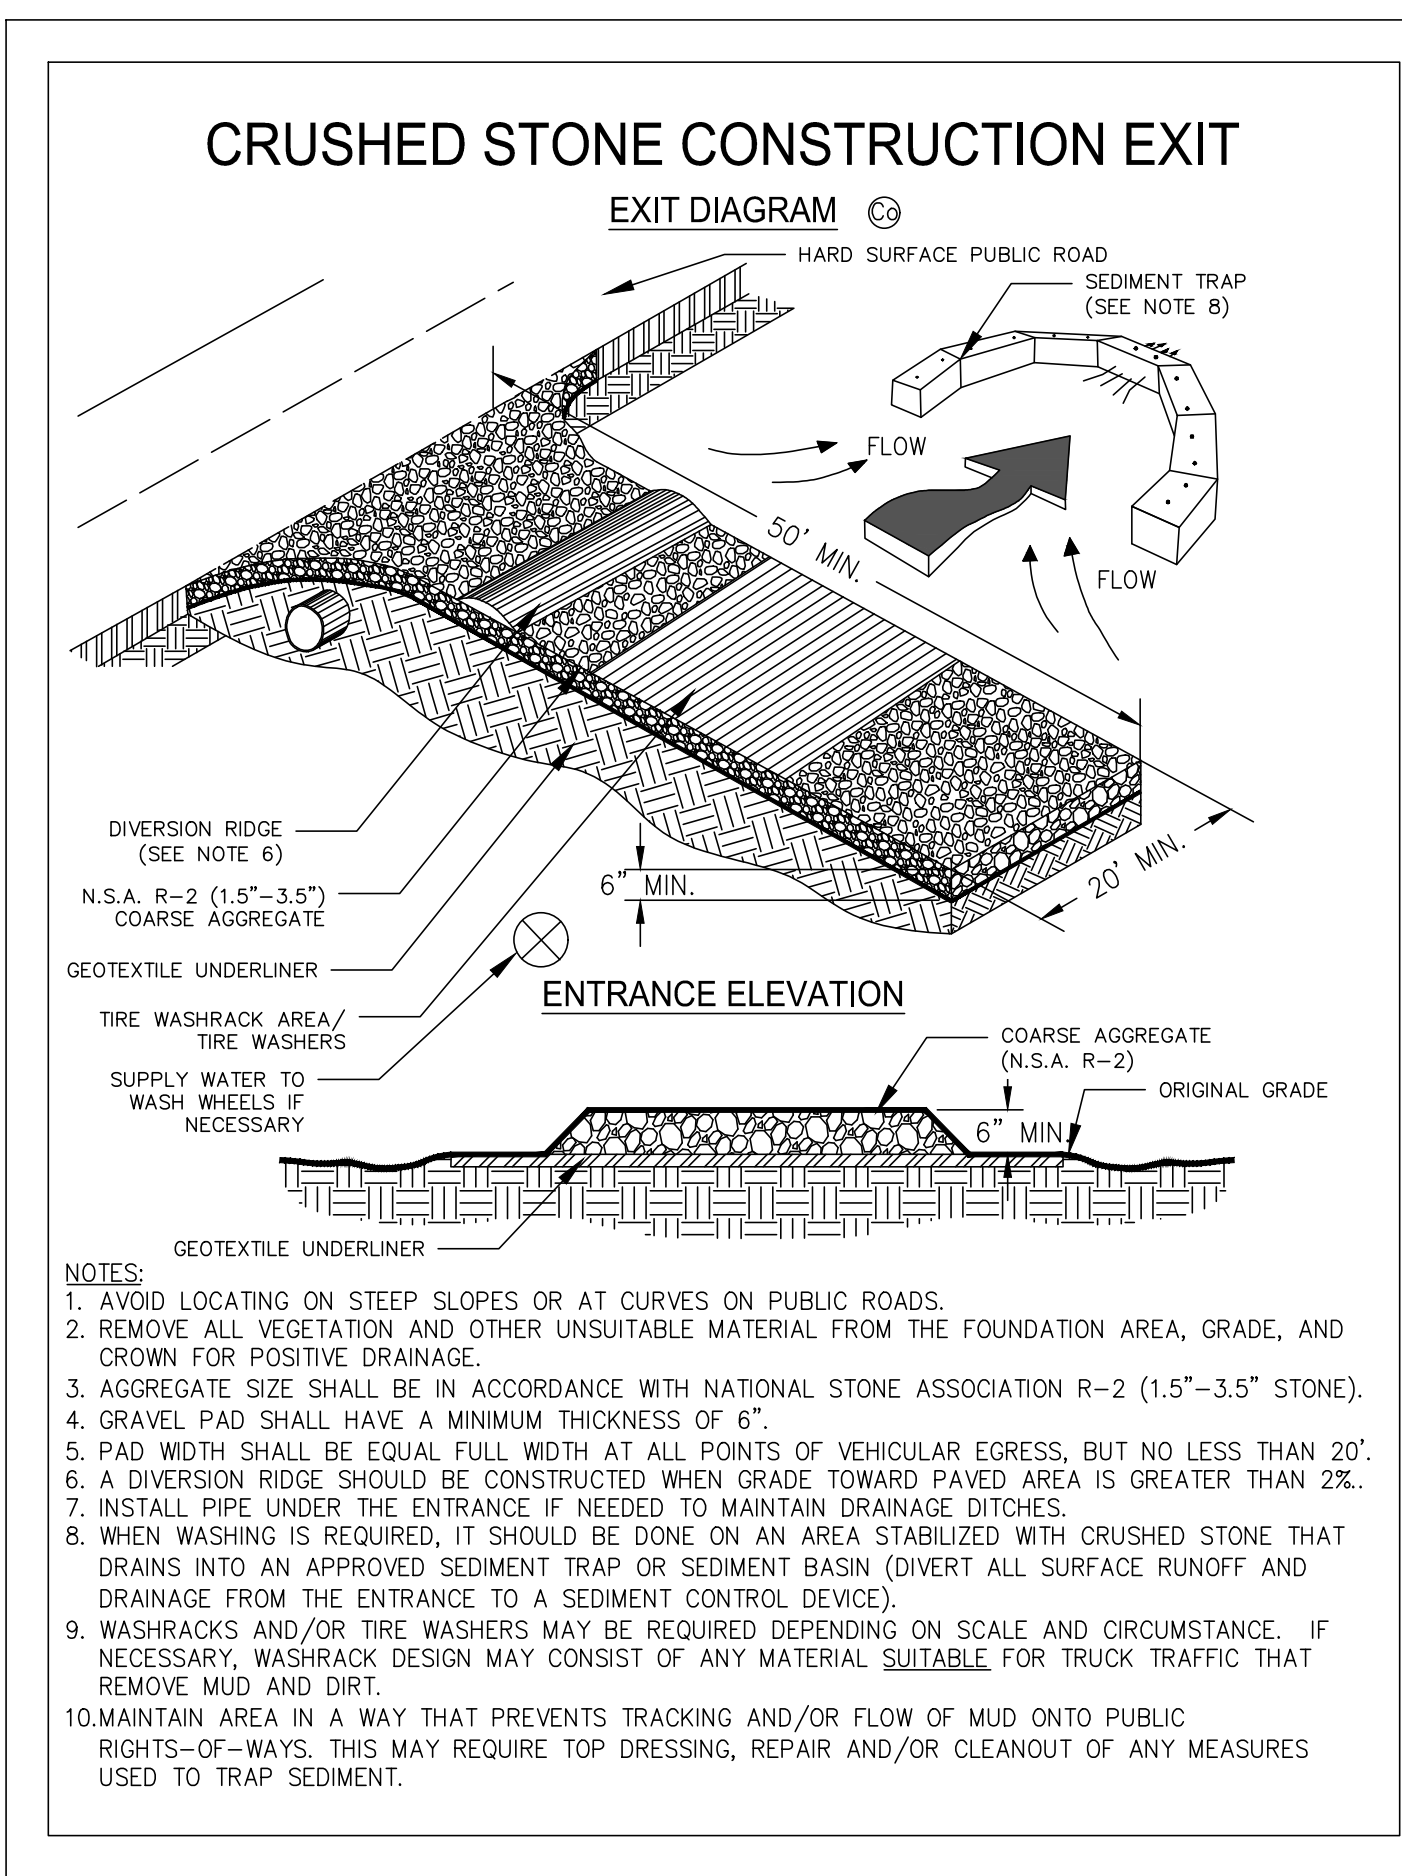 CRUSHED STONE CONSTRUCTION EXIT
EXIT DIAGRAM Co
HARD SURFACE PUBLIC ROAD
SEDIMENT TRAP
(SEE NOTE 8)
FLOW
50' MIN.
FLOW
DIVERSION RIDGE
(SEE NOTE 6)
N.S.A. R-2 (1.5"-3.5")
COARSE AGGREGATE
6" MIN.
20' MIN.
GEOTEXTILE UNDERLINER
TIRE WASHRACK AREA/
TIRE WASHERS
SUPPLY WATER TO
WASH WHEELS IF
NECESSARY
ENTRANCE ELEVATION
COARSE AGGREGATE
(N.S.A. R-2)
ORIGINAL GRADE
6" MIN.
GEOTEXTILE UNDERLINER
NOTES:
1. AVOID LOCATING ON STEEP SLOPES OR AT CURVES ON PUBLIC ROADS.
2. REMOVE ALL VEGETATION AND OTHER UNSUITABLE MATERIAL FROM THE FOUNDATION AREA, GRADE, AND
CROWN FOR POSITIVE DRAINAGE.
3. AGGREGATE SIZE SHALL BE IN ACCORDANCE WITH NATIONAL STONE ASSOCIATION R-2 (1.5"-3.5" STONE).
4. GRAVEL PAD SHALL HAVE A MINIMUM THICKNESS OF 6".
5. PAD WIDTH SHALL BE EQUAL FULL WIDTH AT ALL POINTS OF VEHICULAR EGRESS, BUT NO LESS THAN 20'.
6. A DIVERSION RIDGE SHOULD BE CONSTRUCTED WHEN GRADE TOWARD PAVED AREA IS GREATER THAN 2%..
7. INSTALL PIPE UNDER THE ENTRANCE IF NEEDED TO MAINTAIN DRAINAGE DITCHES.
8. WHEN WASHING IS REQUIRED, IT SHOULD BE DONE ON AN AREA STABILIZED WITH CRUSHED STONE THAT
DRAINS INTO AN APPROVED SEDIMENT TRAP OR SEDIMENT BASIN (DIVERT ALL SURFACE RUNOFF AND
DRAINAGE FROM THE ENTRANCE TO A SEDIMENT CONTROL DEVICE).
9. WASHRACKS AND/OR TIRE WASHERS MAY BE REQUIRED DEPENDING ON SCALE AND CIRCUMSTANCE. IF
NECESSARY, WASHRACK DESIGN MAY CONSIST OF ANY MATERIAL SUITABLE FOR TRUCK TRAFFIC THAT
REMOVE MUD AND DIRT.
10.MAINTAIN AREA IN A WAY THAT PREVENTS TRACKING AND/OR FLOW OF MUD ONTO PUBLIC
RIGHTS-OF-WAYS. THIS MAY REQUIRE TOP DRESSING, REPAIR AND/OR CLEANOUT OF ANY MEASURES
USED TO TRAP SEDIMENT.